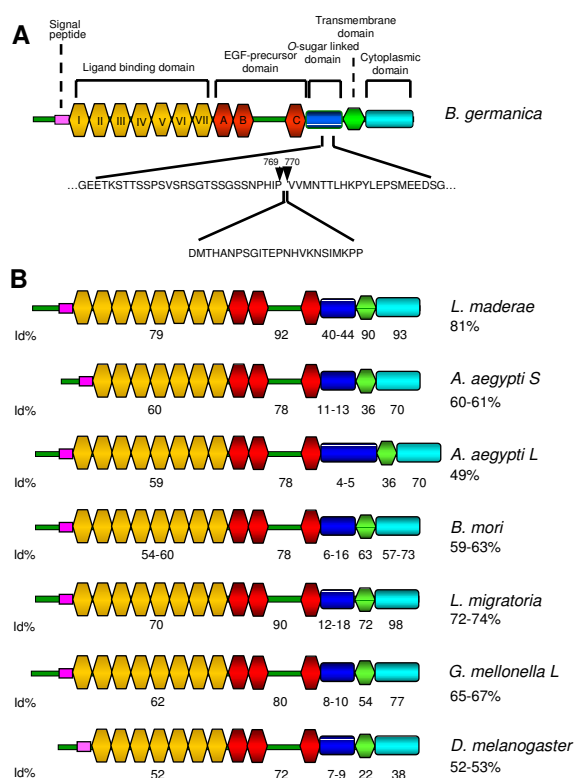 A
Signal
peptide
Ligand binding domain
EGF-precursor
domain
O-sugar linked
domain
Transmembrane
domain
Cytoplasmic
domain
I II III IV V VI VII A B C
B. germanica
769 770
…GEETKSTTSSPSVSRSGTSSGSSNPHIP VVMNTTLHKPYLEPSMEEDSG…
DMTHANPSGITEPNHVKNSIMKPP
B
L. maderae
81%
Id% 79 92 40-44 90 93
A. aegypti S
60-61%
Id% 60 78 11-13 36 70
A. aegypti L
49%
Id% 59 78 4-5 36 70
B. mori
59-63%
Id% 54-60 78 6-16 63 57-73
L. migratoria
72-74%
Id% 70 90 12-18 72 98
G. mellonella L
65-67%
Id% 62 80 8-10 54 77
D. melanogaster
52-53%
Id% 52 72 7-9 22 38